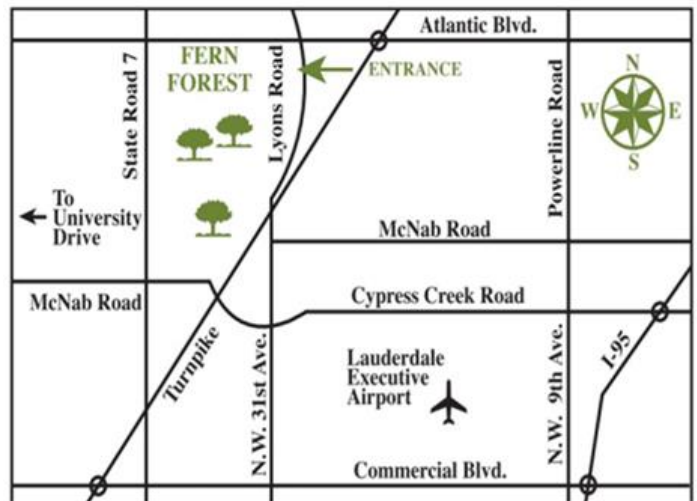 Atlantic Blvd.
State Road 7
FERN
FOREST
Lyons Road
ENTRANCE
Powerline Road
N
W
E
S
To
University
Drive
McNab Road
McNab Road
Cypress Creek Road
Turnpike
N.W. 31st Ave.
Lauderdale
Executive
Airport
N.W. 9th Ave.
I-95
Commercial Blvd.